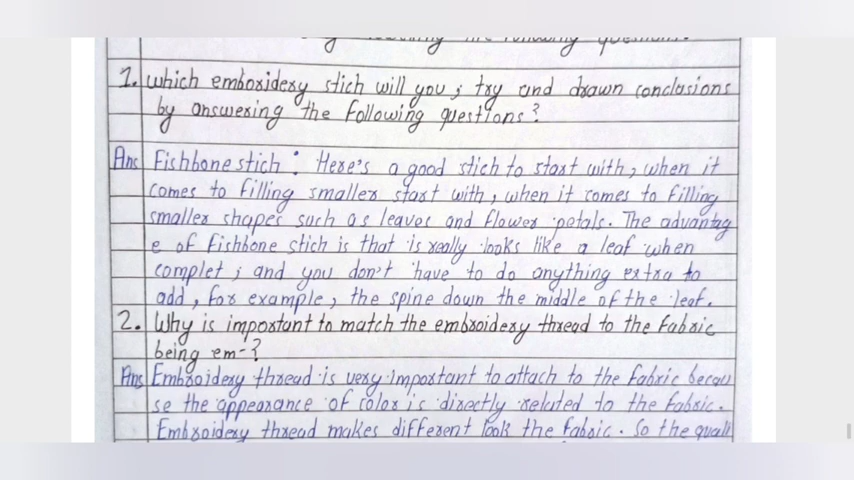 the following questions.
1. Which embroidery stich will you ; try and drawn conclusions
by answering the following questions ?
Ans Fishbone stich : Here's a good stich to start with, when it
comes to filling smaller start with, when it comes to filling
smaller shapes such as leaves and flower petals. The advantag
e of fishbone stich is that is really looks like a leaf when
complet ; and you don't have to do anything extra to
add, for example, the spine down the middle of the leaf.
2. Why is important to match the embroidery thread to the fabric
being em-?
Ans Embroidery thread is very important to attach to the fabric becau
se the appearance of color is directly related to the fabric.
Embroidery thread makes different look the fabric. So the quali